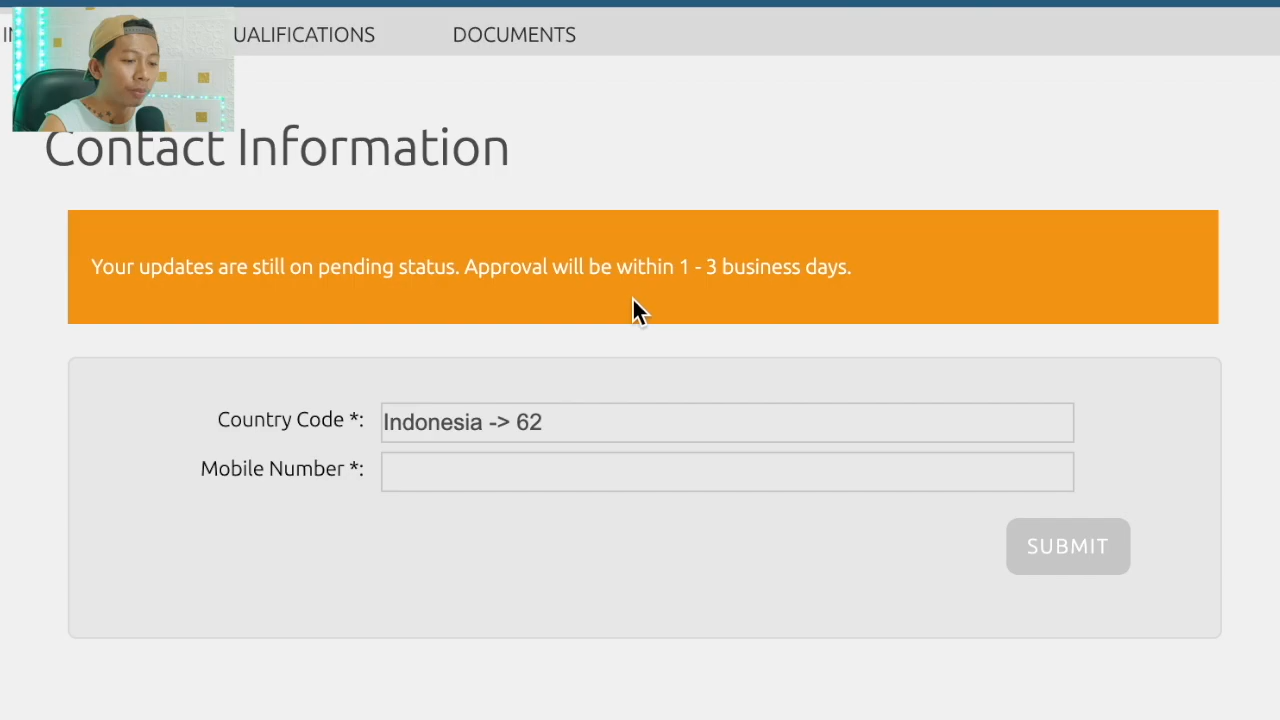 UALIFICATIONS
DOCUMENTS
Contact Information
Your updates are still on pending status. Approval will be within 1 - 3 business days.
Country Code *:
Indonesia -> 62
Mobile Number *:
SUBMIT